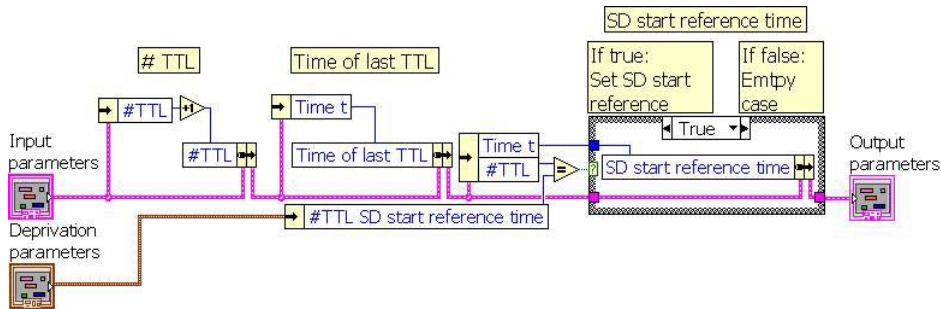 SD start reference time
# TTL
Time of last TTL
If true:
Set SD start
reference
If false:
Emtpy
case
#TTL
+1
#TTL
Time t
Time of last TTL
Time t
#TTL
=
True
?
SD start reference time
Input
parameters
Output
parameters
#TTL SD start reference time
Deprivation
parameters